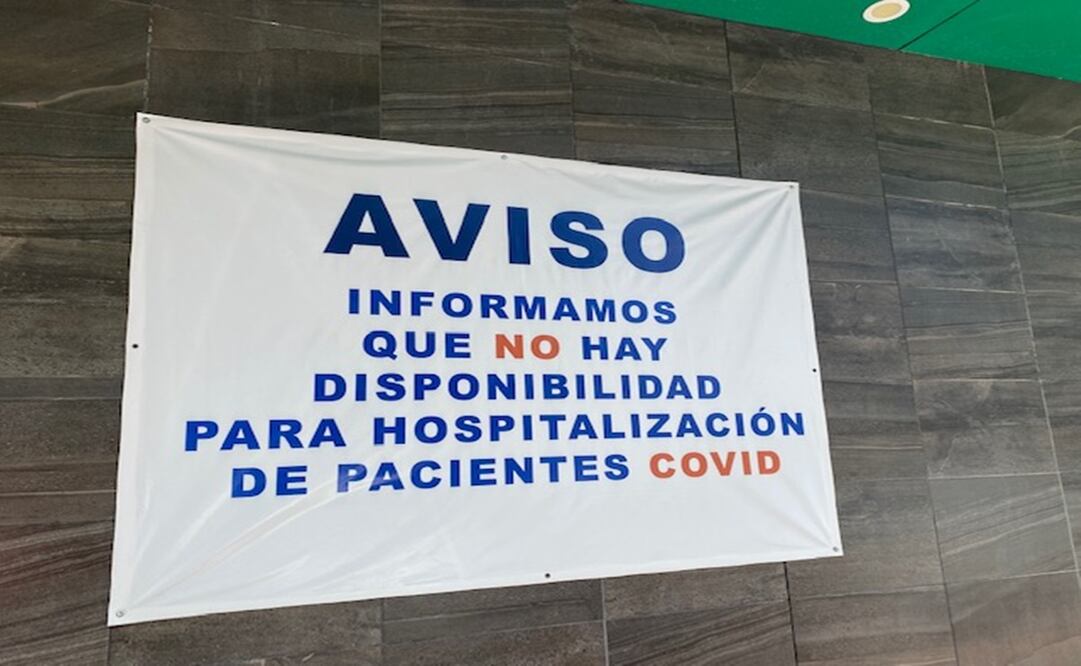 AVISO
INFORMAMOS
QUE NO HAY
DISPONIBILIDAD
PARA HOSPITALIZACIÓN
DE PACIENTES COVID